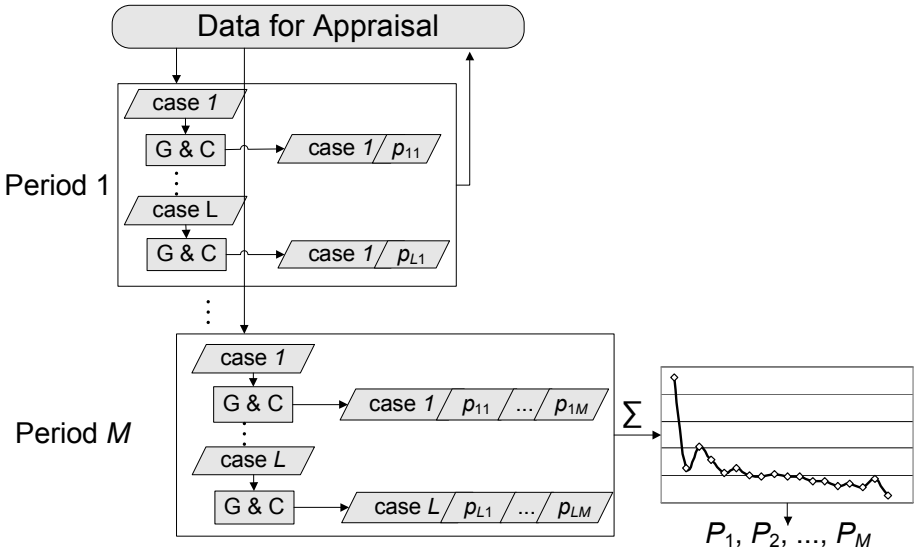 Data for Appraisal
case 1
G & C
case 1 p11
Period 1
case L
G & C
case 1 pL1
case 1
G & C
case 1 p11 ... p1M
Σ
Period M
case L
G & C
case L pL1 ... pLM
P1, P2, ..., PM